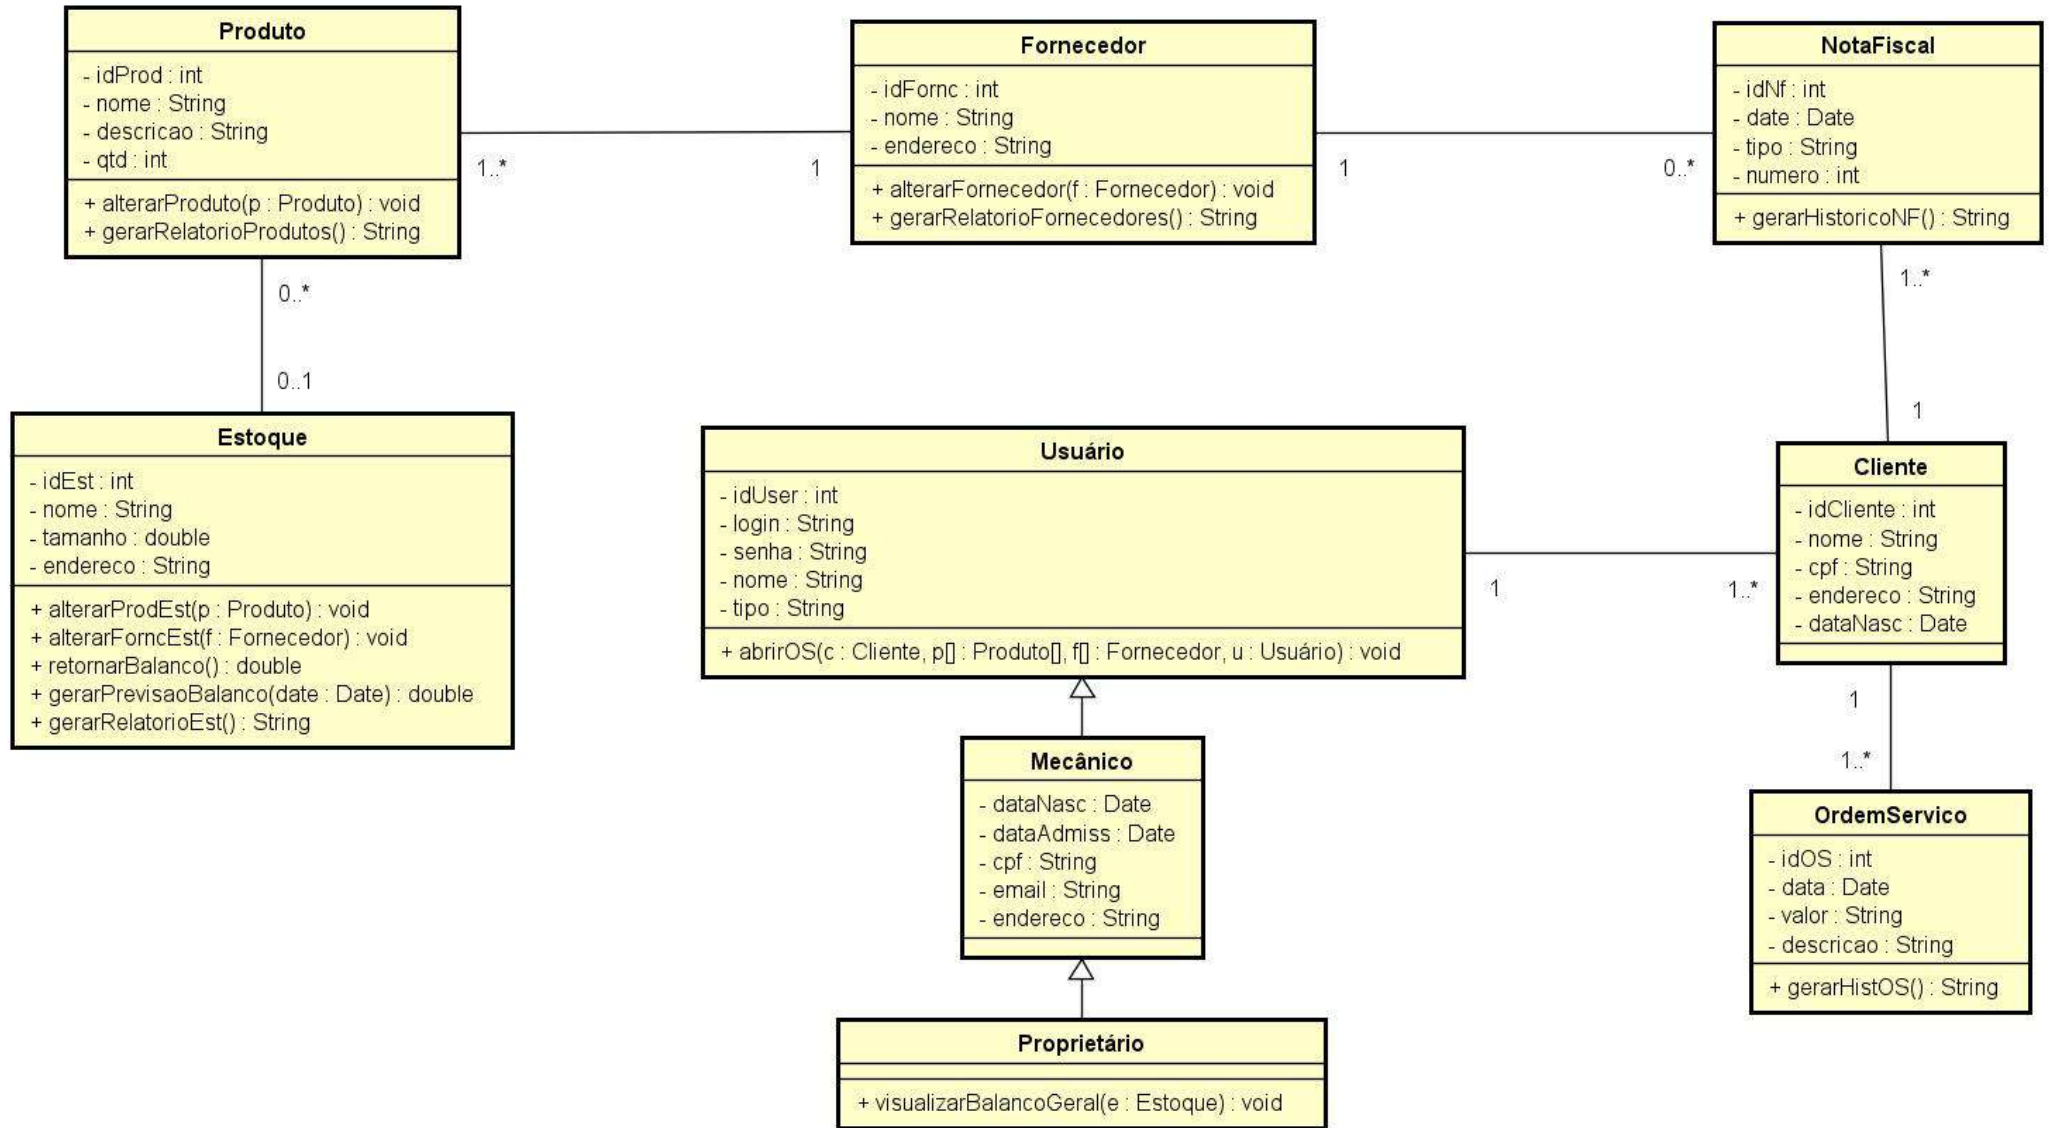 Produto
- idProd : int
- nome : String
- descricao : String
- qtd : int
+ alterarProduto(p : Produto) : void
+ gerarRelatorioProdutos() : String
1..*
1
Fornecedor
- idFornc : int
- nome : String
- endereco : String
+ alterarFornecedor(f : Fornecedor) : void
+ gerarRelatorioFornecedores() : String
1
0..*
NotaFiscal
- idNf : int
- date : Date
- tipo : String
- numero : int
+ gerarHistoricoNF() : String
0..*
0..1
1..*
1
Estoque
- idEst : int
- nome : String
- tamanho : double
- endereco : String
+ alterarProdEst(p : Produto) : void
+ alterarForncEst(f : Fornecedor) : void
+ retornarBalanco() : double
+ gerarPrevisaoBalanco(date : Date) : double
+ gerarRelatorioEst() : String
Usuário
- idUser : int
- login : String
- senha : String
- nome : String
- tipo : String
+ abrirOS(c : Cliente, p[] : Produto[], f[] : Fornecedor, u : Usuário) : void
1
1..*
Cliente
- idCliente : int
- nome : String
- cpf : String
- endereco : String
- dataNasc : Date
1
1..*
Mecânico
- dataNasc : Date
- dataAdmiss : Date
- cpf : String
- email : String
- endereco : String
OrdemServico
- idOS : int
- data : Date
- valor : String
- descricao : String
+ gerarHistOS() : String
Proprietário
+ visualizarBalancoGeral(e : Estoque) : void